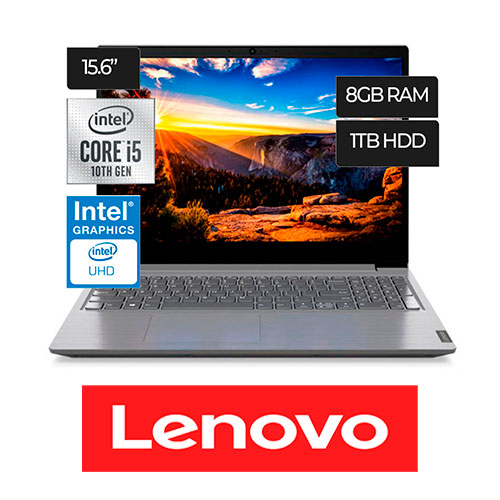 15.6”
8GB RAM
1TB HDD
intel
CORE i5
10TH GEN
Intel
GRAPHICS
intel
UHD
Lenovo